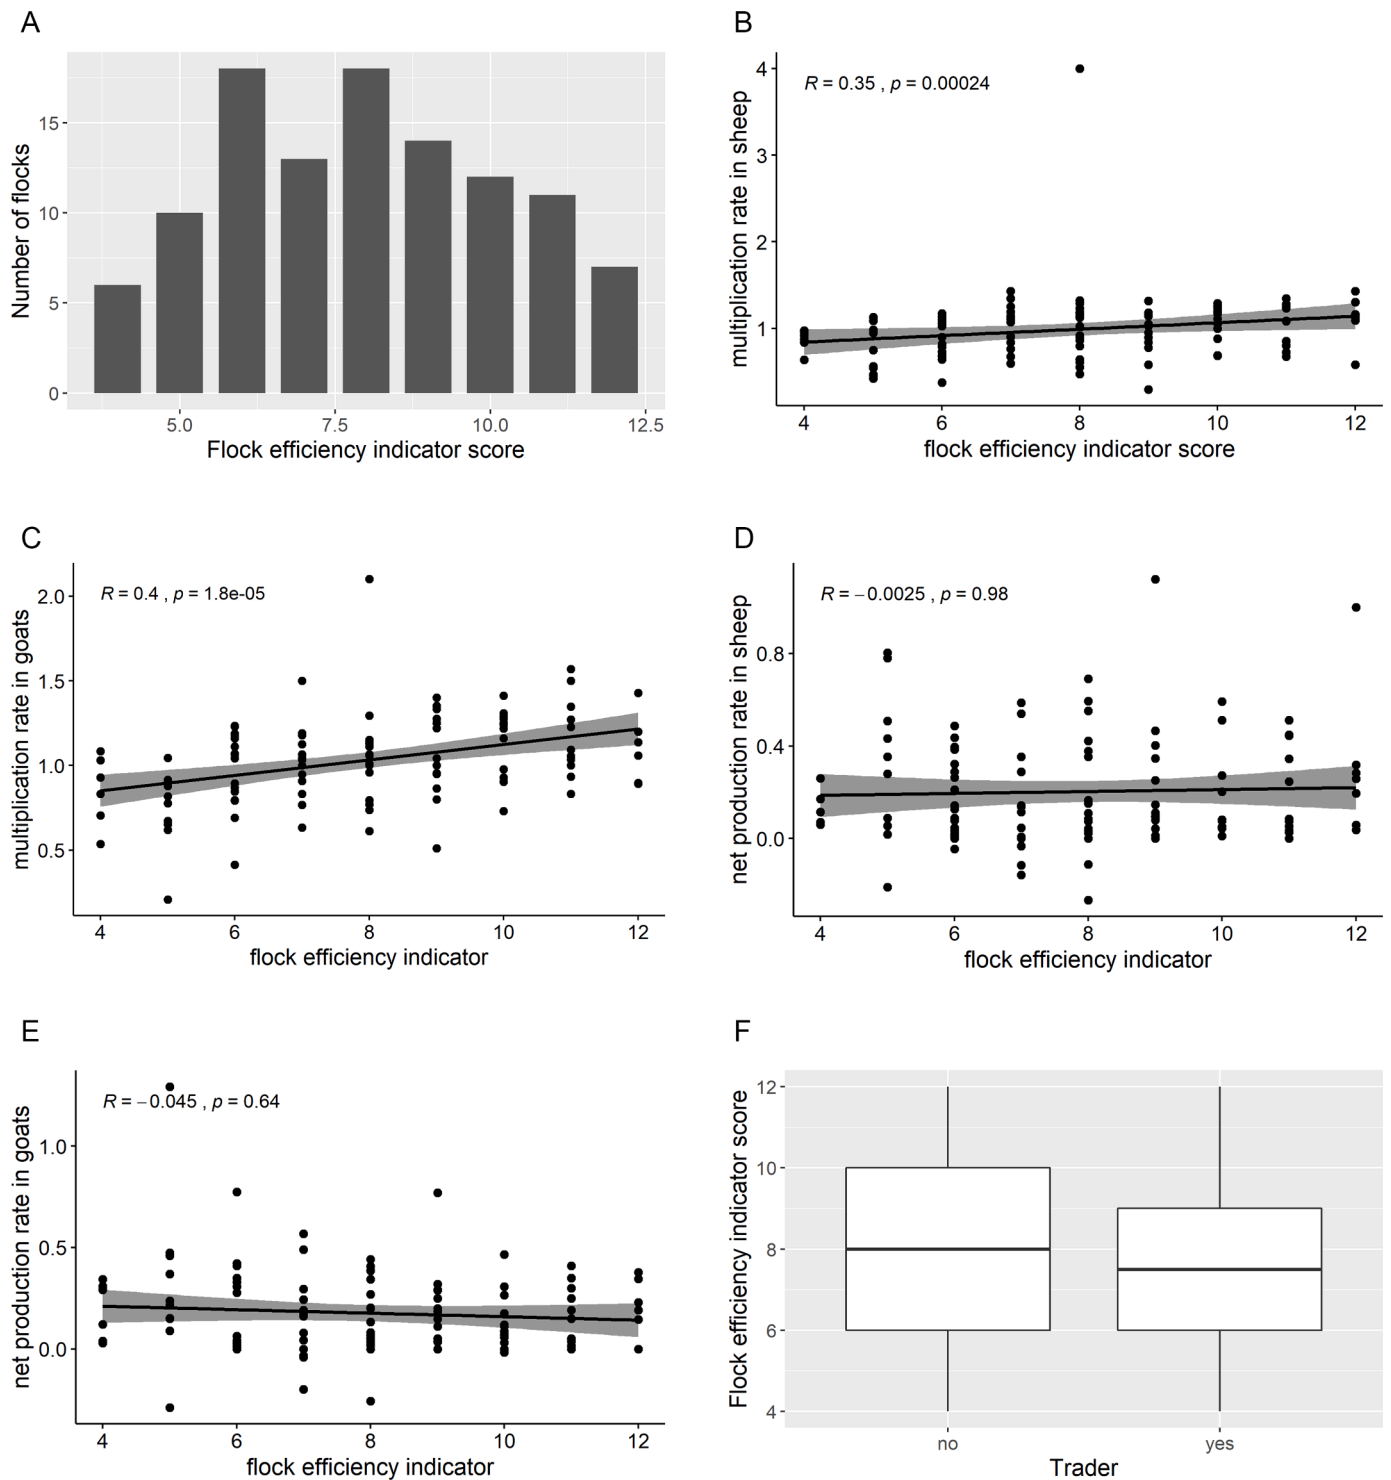 A
Number of flocks
15
10
5
0
5.0 7.5 10.0 12.5
Flock efficiency indicator score
B
multiplication rate in sheep
R = 0.35 , p = 0.00024
4
3
2
1
4 6 8 10 12
flock efficiency indicator score
C
multiplication rate in goats
R = 0.4 , p = 1.8e-05
2.0
1.5
1.0
0.5
4 6 8 10 12
flock efficiency indicator
D
net production rate in sheep
R = −0.0025 , p = 0.98
0.8
0.4
0.0
4 6 8 10 12
flock efficiency indicator
E
net production rate in goats
R = −0.045 , p = 0.64
1.0
0.5
0.0
4 6 8 10 12
flock efficiency indicator
F
Flock efficiency indicator score
12
10
8
6
4
no yes
Trader